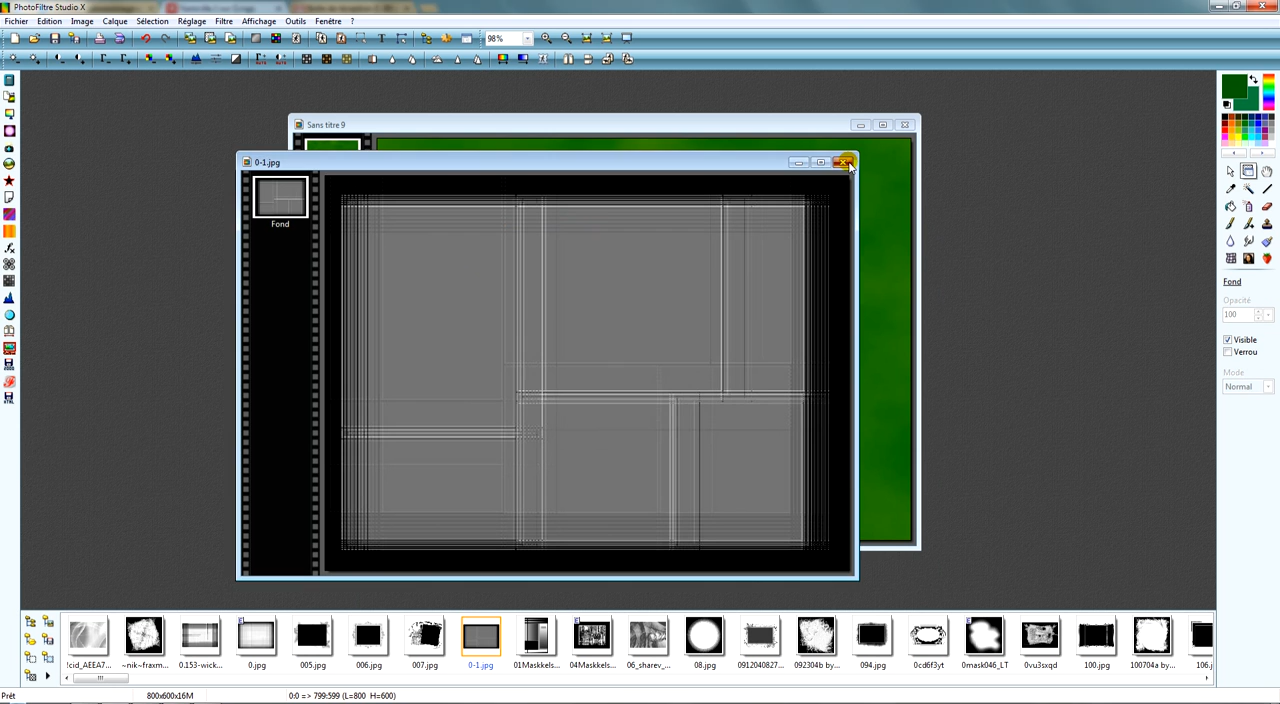 PhotoFiltre Studio X
Fichier Edition Image Calque Sélection Réglage Filtre Affichage Outils Fenêtre ?
98%
Sans titre 9
0-1.jpg
Fond
Fond
Opacité
100
Visible
Verrou
Mode
Normal
!cid_AEEA7... ~nik~fraxm... 0.153-wick... 0.jpg 005.jpg 006.jpg 007.jpg 0-1.jpg 01Maskkels... 04Maskkels... 06_sharev_... 08.jpg 0912040827... 092304b by... 094.jpg 0cd6f3yt 0mask046_LT 0vu3sxqd 100.jpg 100704a by... 106.j
Prêt 800x600x16M 0:0 => 799:599 (L=800 H=600)